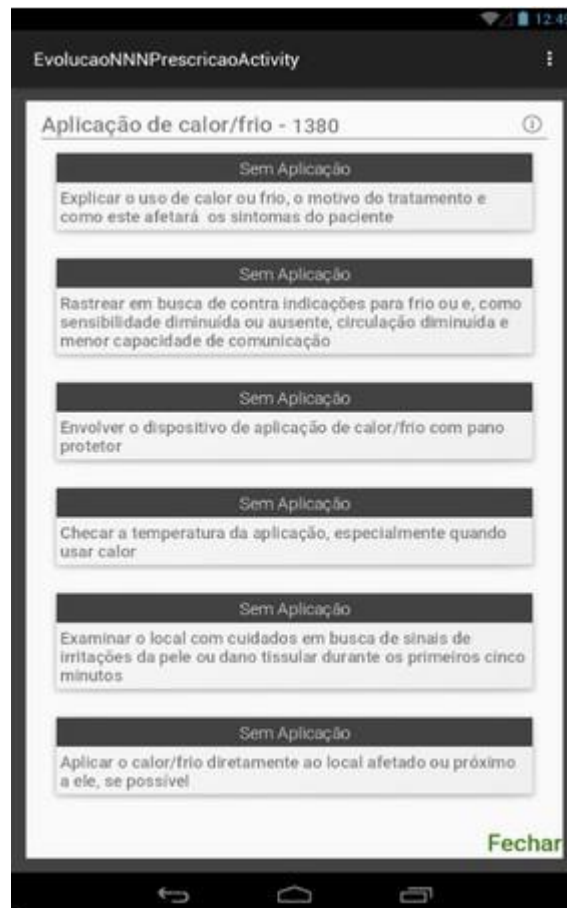 12:49
EvolucaoNNNPrescricaoActivity
Aplicação de calor/frio - 1380
Sem Aplicação
Explicar o uso de calor ou frio, o motivo do tratamento e
como este afetará os sintomas do paciente
Sem Aplicação
Rastrear em busca de contra indicações para frio ou e, como
sensibilidade diminuída ou ausente, circulação diminuída e
menor capacidade de comunicação
Sem Aplicação
Envolver o dispositivo de aplicação de calor/frio com pano
protetor
Sem Aplicação
Checar a temperatura da aplicação, especialmente quando
usar calor
Sem Aplicação
Examinar o local com cuidados em busca de sinais de
irritações da pele ou dano tissular durante os primeiros cinco
minutos
Sem Aplicação
Aplicar o calor/frio diretamente ao local afetado ou próximo
a ele, se possível
Fechar